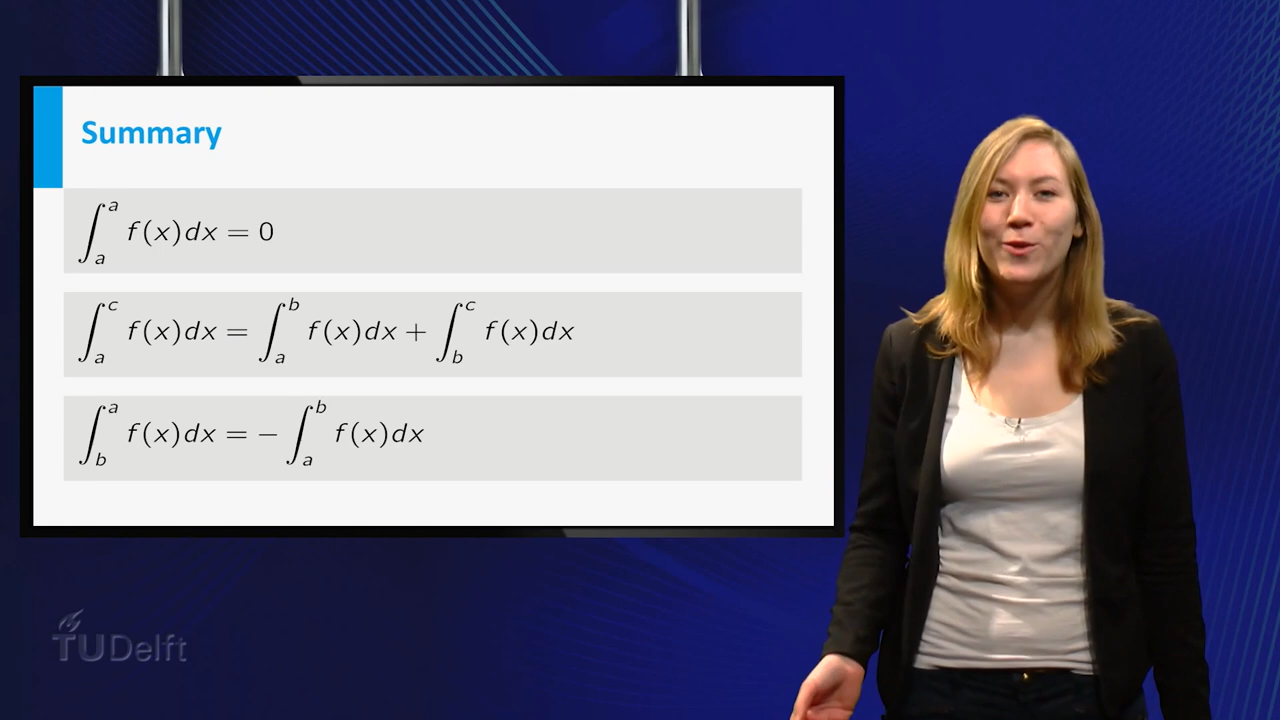 Summary
∫_a^a f(x)dx = 0
∫_a^c f(x)dx = ∫_a^b f(x)dx + ∫_b^c f(x)dx
∫_b^a f(x)dx = − ∫_a^b f(x)dx
TUDelft